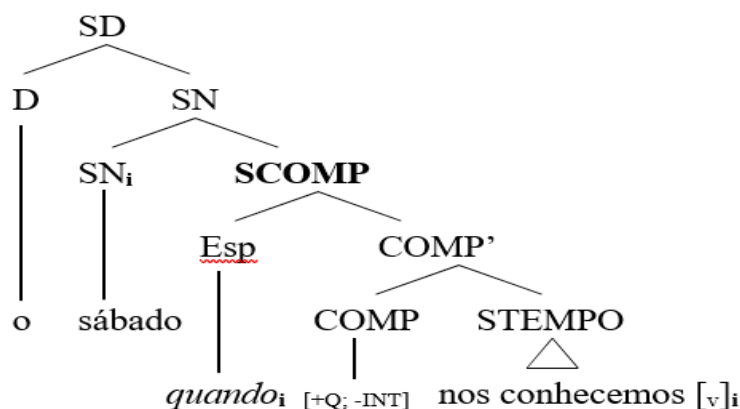 SD
D SN
SNi SCOMP
Esp COMP’
o sábado COMP STEMPO
quandoi [+Q; -INT] nos conhecemos [v]i